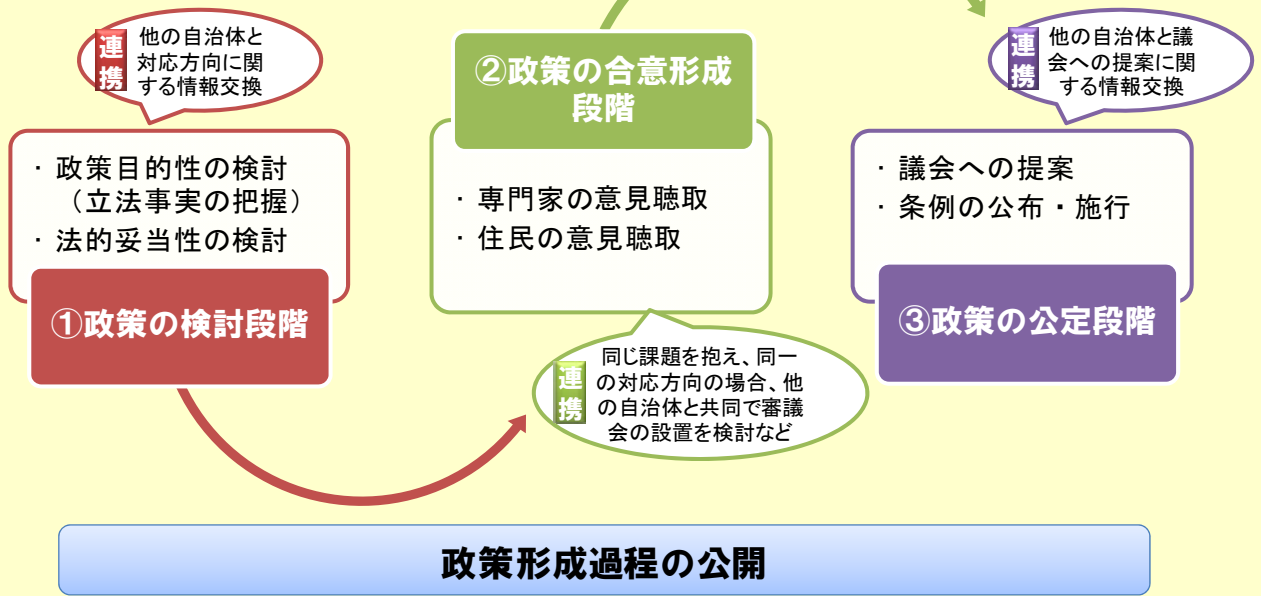 連携
他の自治体と
対応方向に関
する情報交換
・政策目的性の検討
（立法事実の把握）
・法的妥当性の検討
①政策の検討段階
②政策の合意形成
段階
・専門家の意見聴取
・住民の意見聴取
連携
同じ課題を抱え、同一
の対応方向の場合、他
の自治体と共同で審議
会の設置を検討など
連携
他の自治体と議
会への提案に関
する情報交換
・議会への提案
・条例の公布・施行
③政策の公定段階
政策形成過程の公開